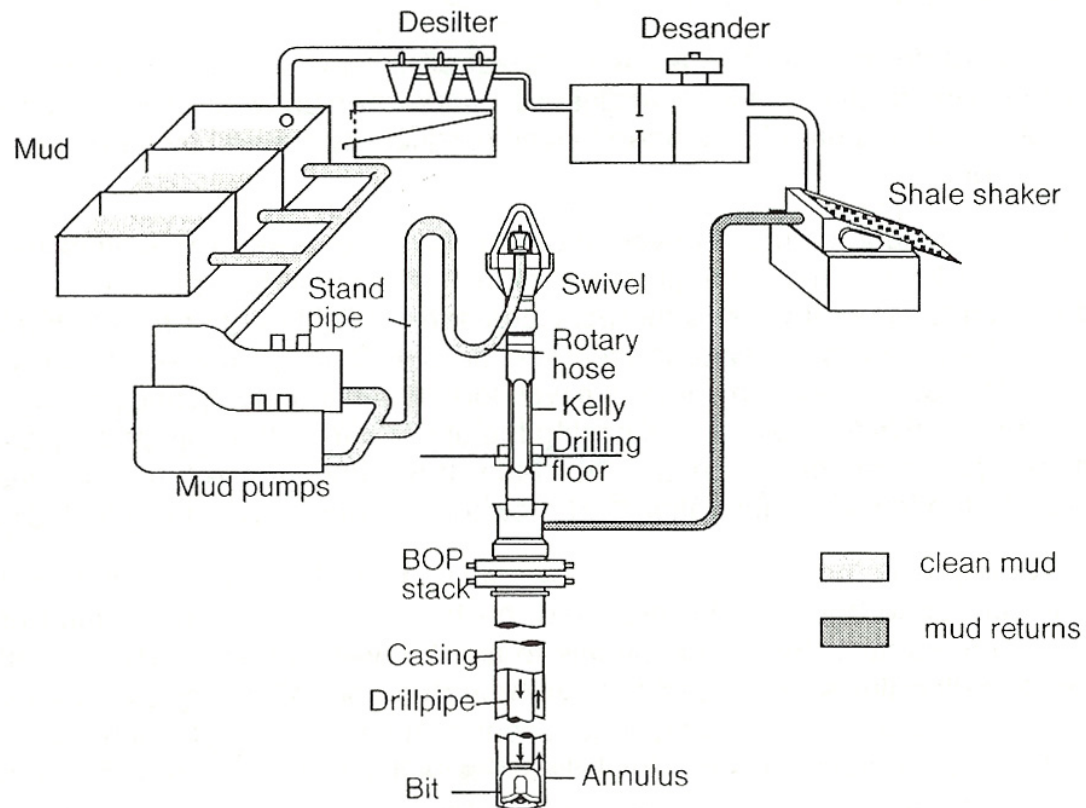 Desilter
Desander
Mud
Shale shaker
Stand
pipe
Swivel
Rotary
hose
Kelly
Drilling
floor
Mud pumps
BOP
stack
clean mud
mud returns
Casing
Drillpipe
Bit
Annulus